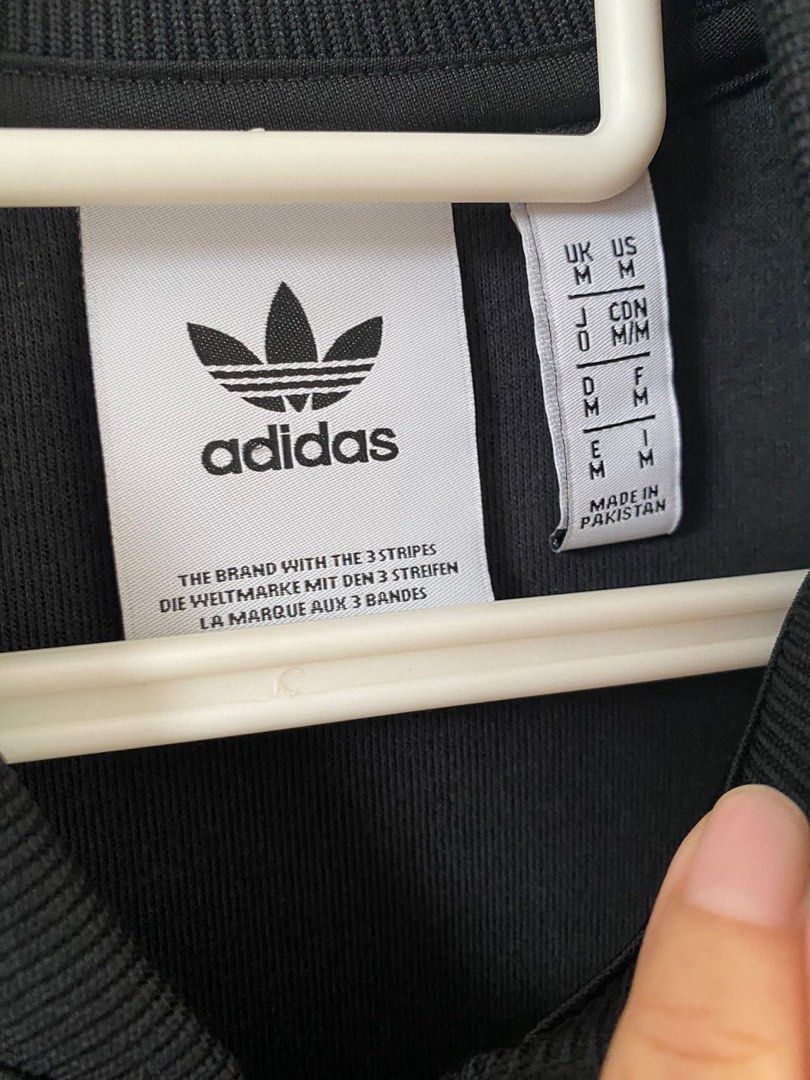 adidas
THE BRAND WITH THE 3 STRIPES
DIE WELTMARKE MIT DEN 3 STREIFEN
LA MARQUE AUX 3 BANDES
UK US
M M
J CDN
O M/M
D F
M M
E I
M M
MADE IN
PAKISTAN